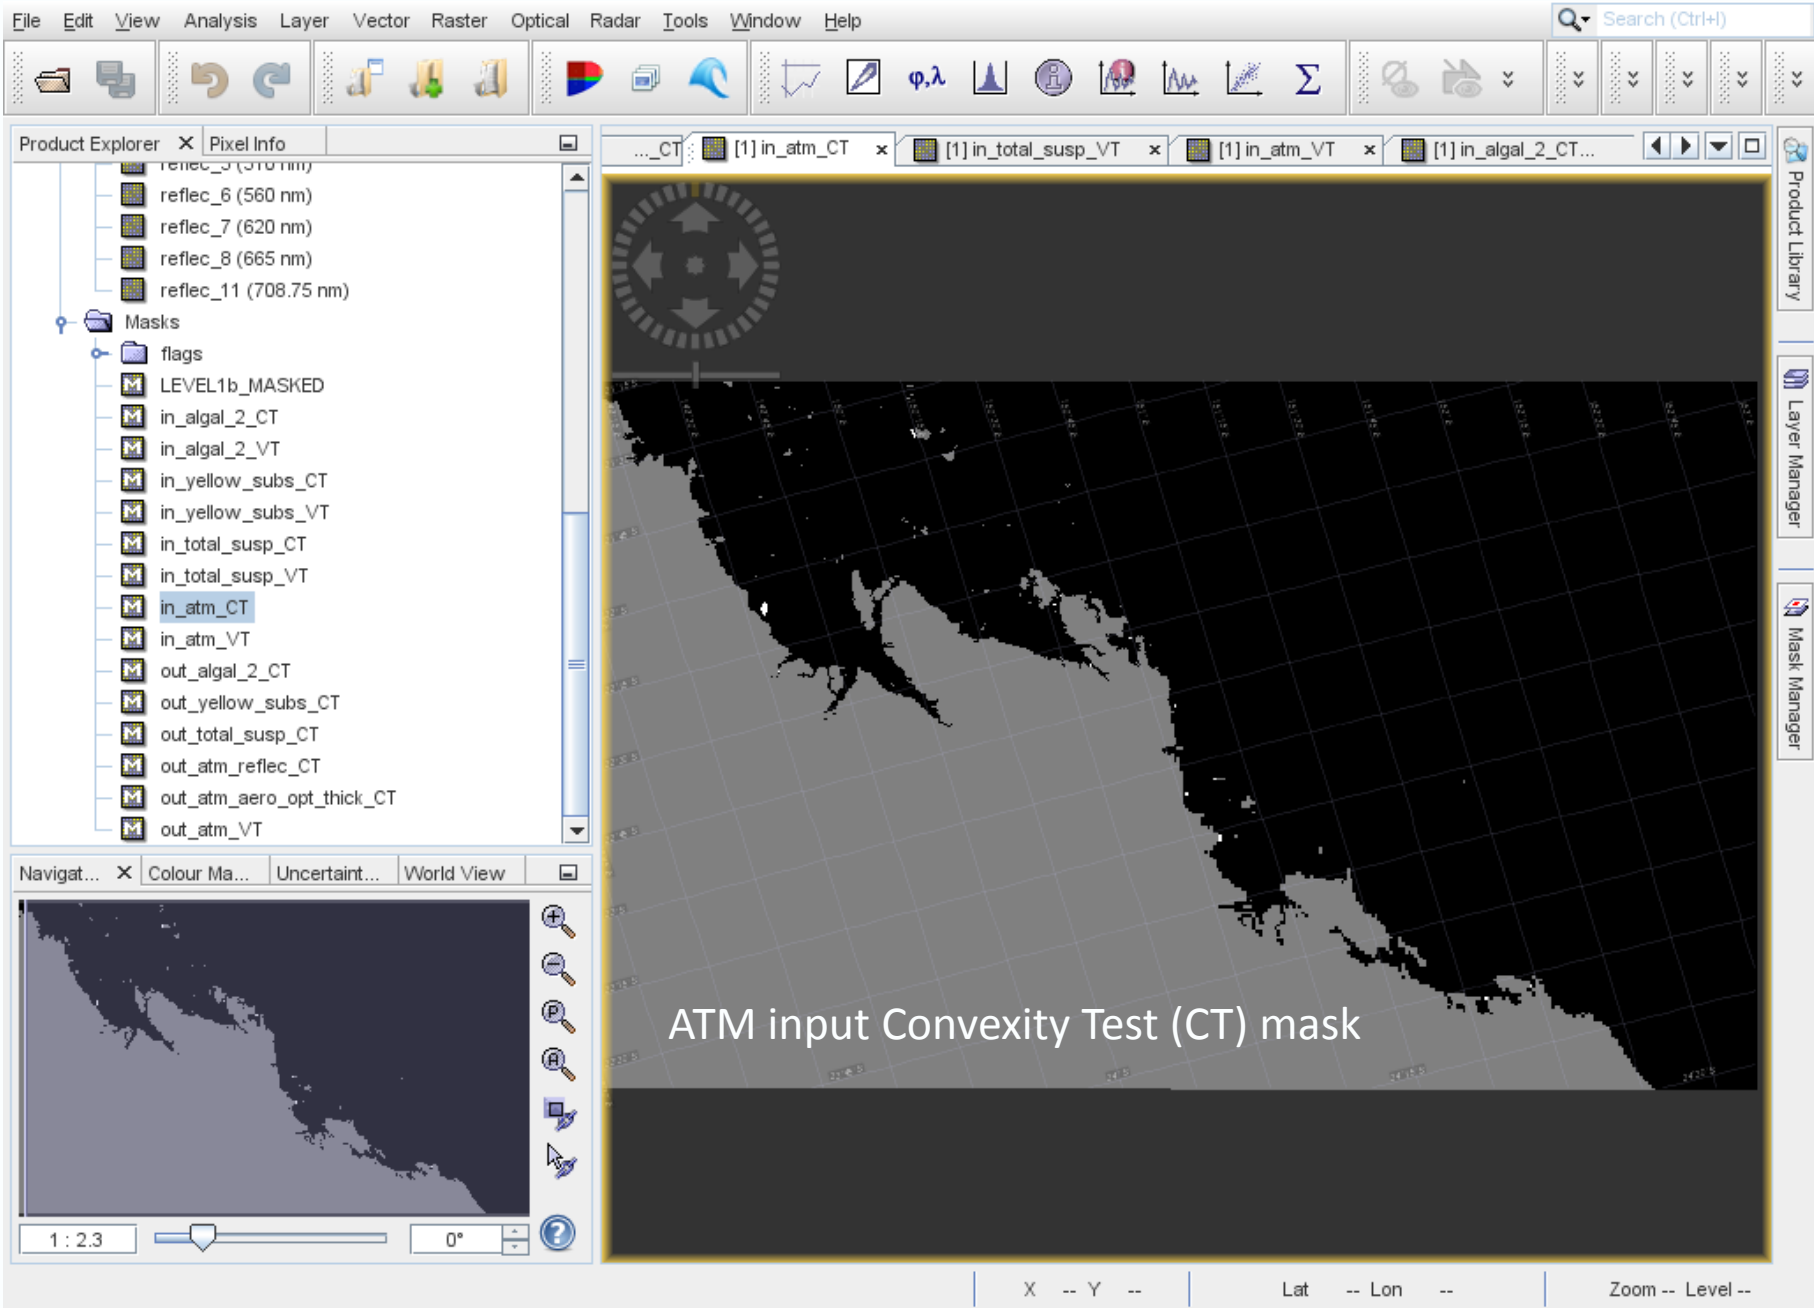 File Edit View Analysis Layer Vector Raster Optical Radar Tools Window Help
Search (Ctrl+I)
φ,λ
Σ
Product Explorer Pixel Info
..._CT [1] in_atm_CT [1] in_total_susp_VT [1] in_atm_VT [1] in_algal_2_CT...
reflec_5 (510 nm)
reflec_6 (560 nm)
reflec_7 (620 nm)
reflec_8 (665 nm)
reflec_11 (708.75 nm)
Masks
flags
LEVEL1b_MASKED
in_algal_2_CT
in_algal_2_VT
in_yellow_subs_CT
in_yellow_subs_VT
in_total_susp_CT
in_total_susp_VT
in_atm_CT
in_atm_VT
out_algal_2_CT
out_yellow_subs_CT
out_total_susp_CT
out_atm_reflec_CT
out_atm_aero_opt_thick_CT
out_atm_VT
Product Library
Layer Manager
Mask Manager
ATM input Convexity Test (CT) mask
Navigat... Colour Ma... Uncertaint... World View
1 : 2.3
0°
X -- Y -- Lat -- Lon -- Zoom -- Level --